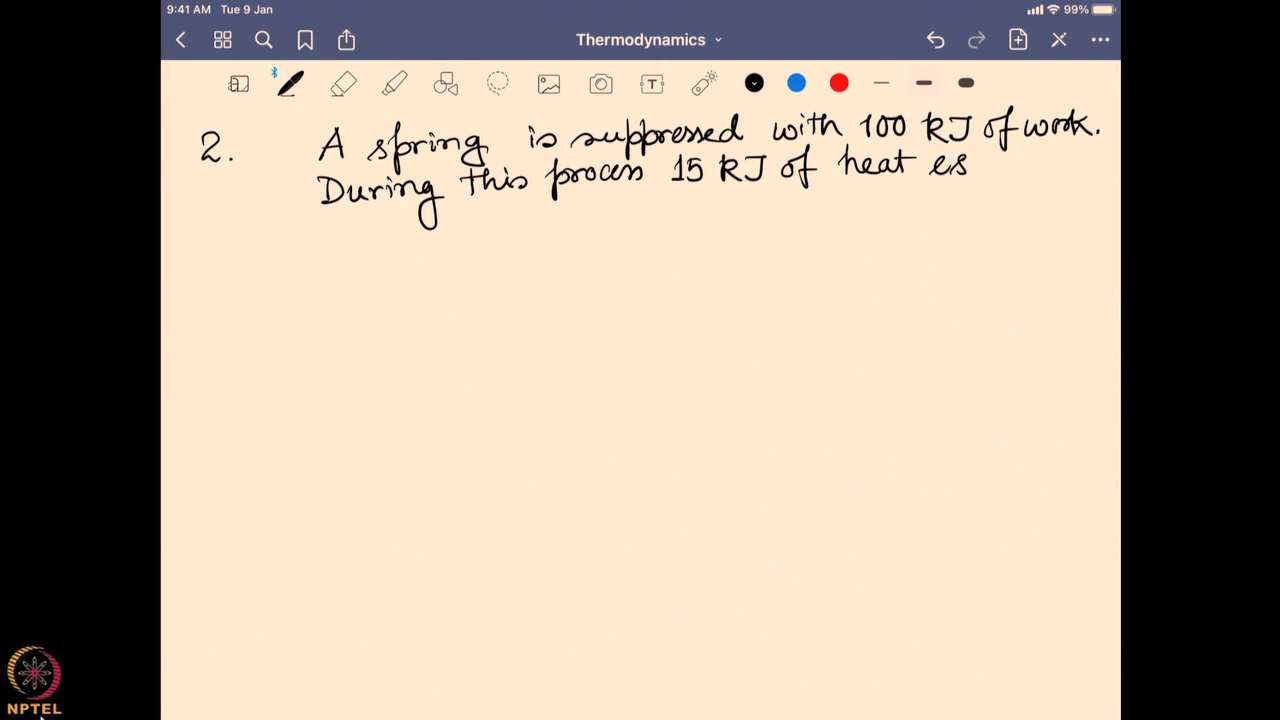 9:41 AM Tue 9 Jan
99%
Thermodynamics
2. A spring is suppressed with 100 kJ of work.
During this process 15 kJ of heat es
NPTEL